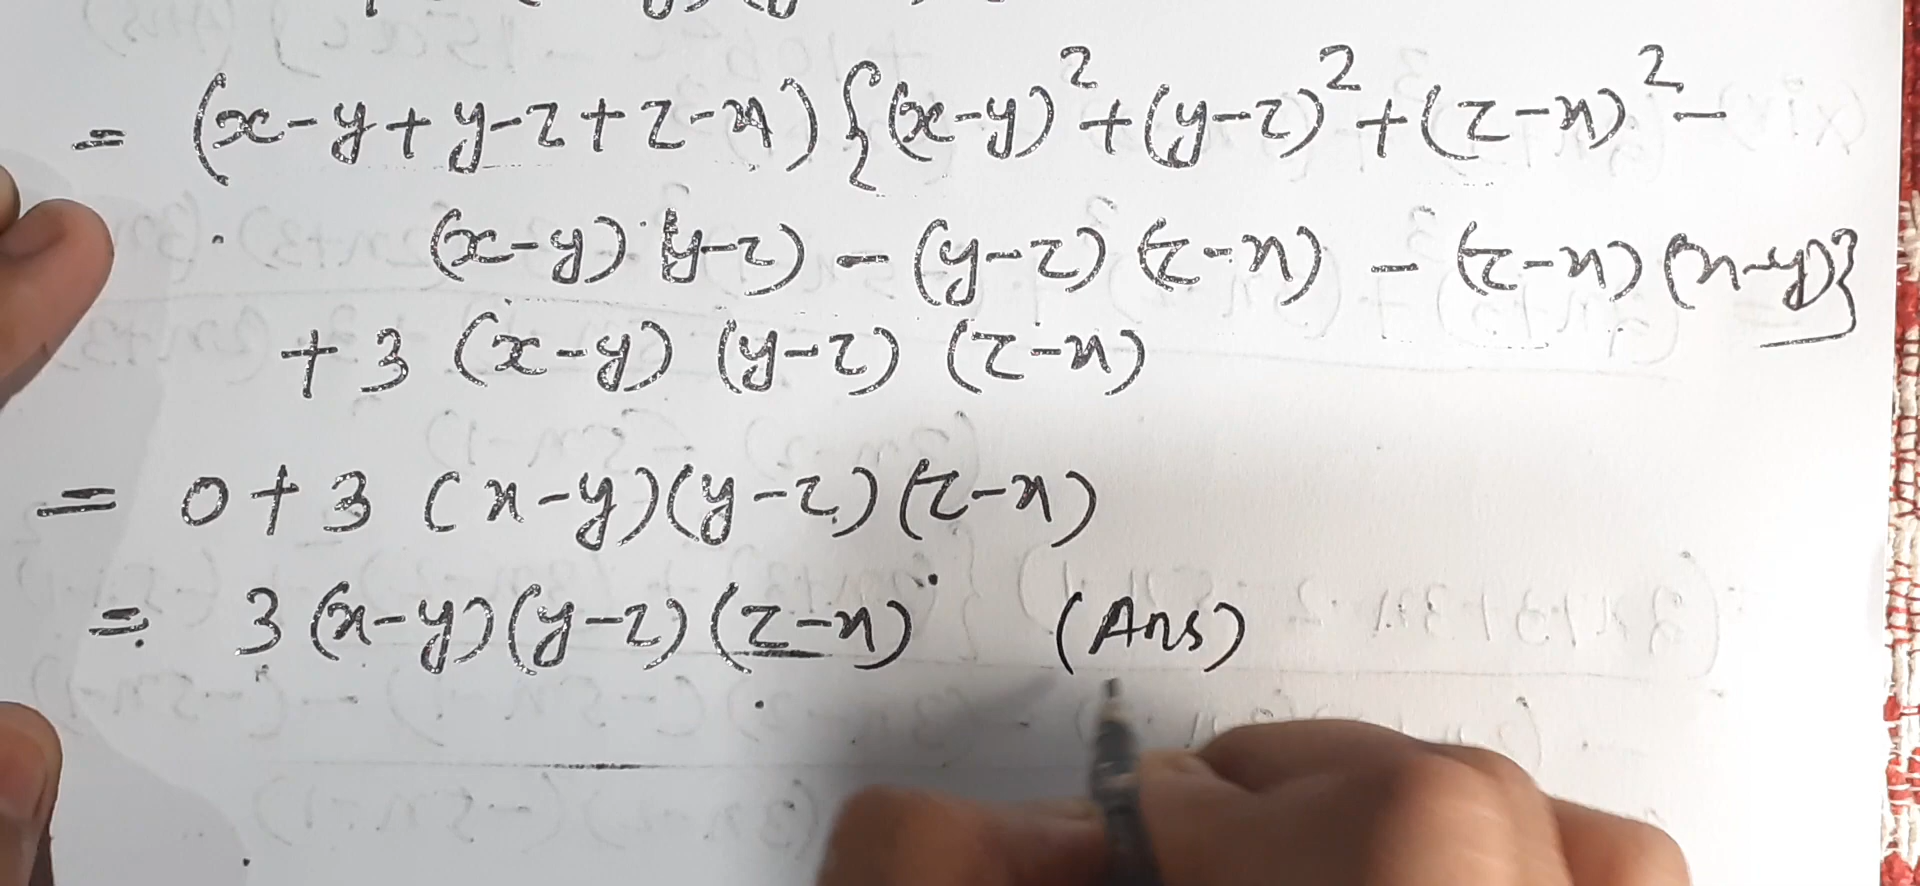 = (x-y+y-z+z-x) {(x-y)²+(y-z)²+(z-x)²-
(x-y)(y-z) - (y-z)(z-x) - (z-x)(x-y)}
+ 3 (x-y) (y-z) (z-x)
= 0 + 3 (x-y)(y-z)(z-x)
= 3 (x-y)(y-z)(z-x) (Ans)